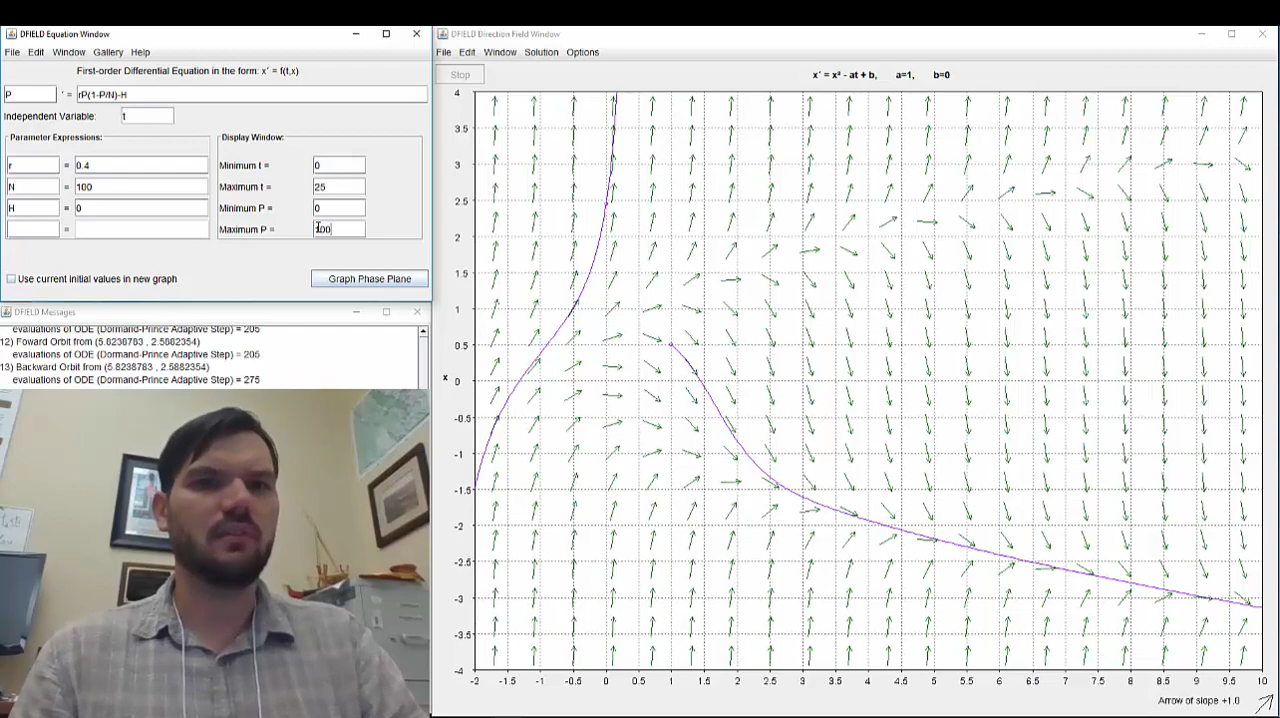 DFIELD Equation Window
File Edit Window Gallery Help
First-order Differential Equation in the form: x' = f(t,x)
P ' = rP(1-P/N)-H
Independent Variable: t
Parameter Expressions:
r = 0.4
N = 100
H = 0
=
Display Window:
Minimum t = 0
Maximum t = 25
Minimum P = 0
Maximum P =
Use current initial values in new graph
Graph Phase Plane
DFIELD Messages
evaluations of ODE (Dormand-Prince Adaptive Step) = 205
12) Foward Orbit from (5.8238783 , 2.5882354)
evaluations of ODE (Dormand-Prince Adaptive Step) = 205
13) Backward Orbit from (5.8238783 , 2.5882354)
evaluations of ODE (Dormand-Prince Adaptive Step) = 275
DFIELD Direction Field Window
File Edit Window Solution Options
Stop
x' = x² - at + b, a=1, b=0
4
3.5
3
2.5
2
1.5
1
0.5
0
-0.5
-1
-1.5
-2
-2.5
-3
-3.5
-4
x
-2 -1.5 -1 -0.5 0 0.5 1 1.5 2 2.5 3 3.5 4 4.5 5 5.5 6 6.5 7 7.5 8 8.5 9 9.5 10
Arrow of slope +1.0